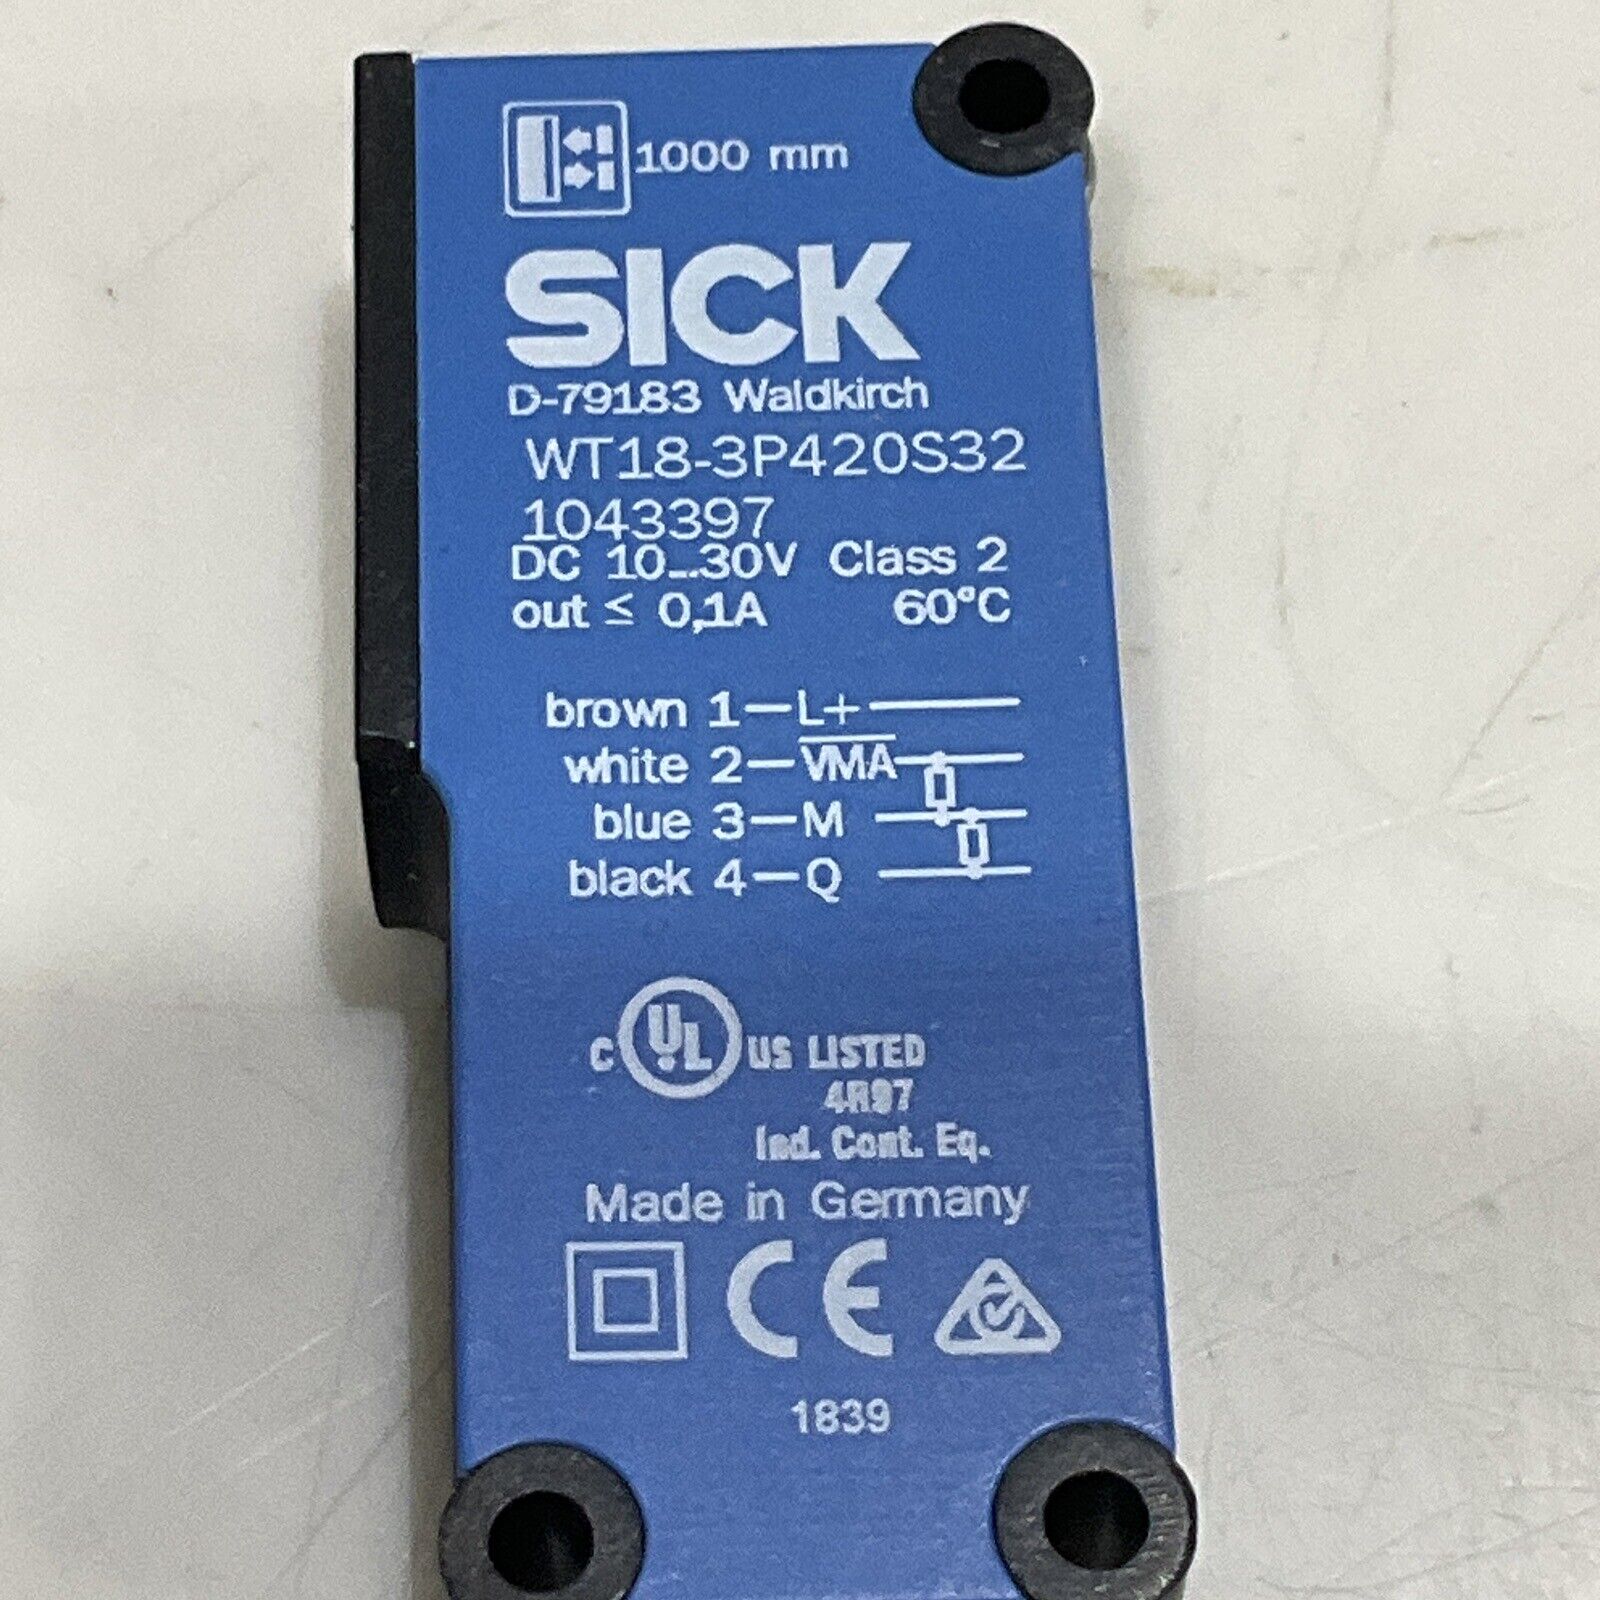 1000 mm
SICK
D-79183 Waldkirch
WT18-3P420S32
1043397
DC 10...30V Class 2
out ≤ 0,1A 60°C
brown 1 L+
white 2 V̅M̅A̅
blue 3 M
black 4 Q
C UL US LISTED
4R97
Ind. Cont. Eq.
Made in Germany
CE
1839